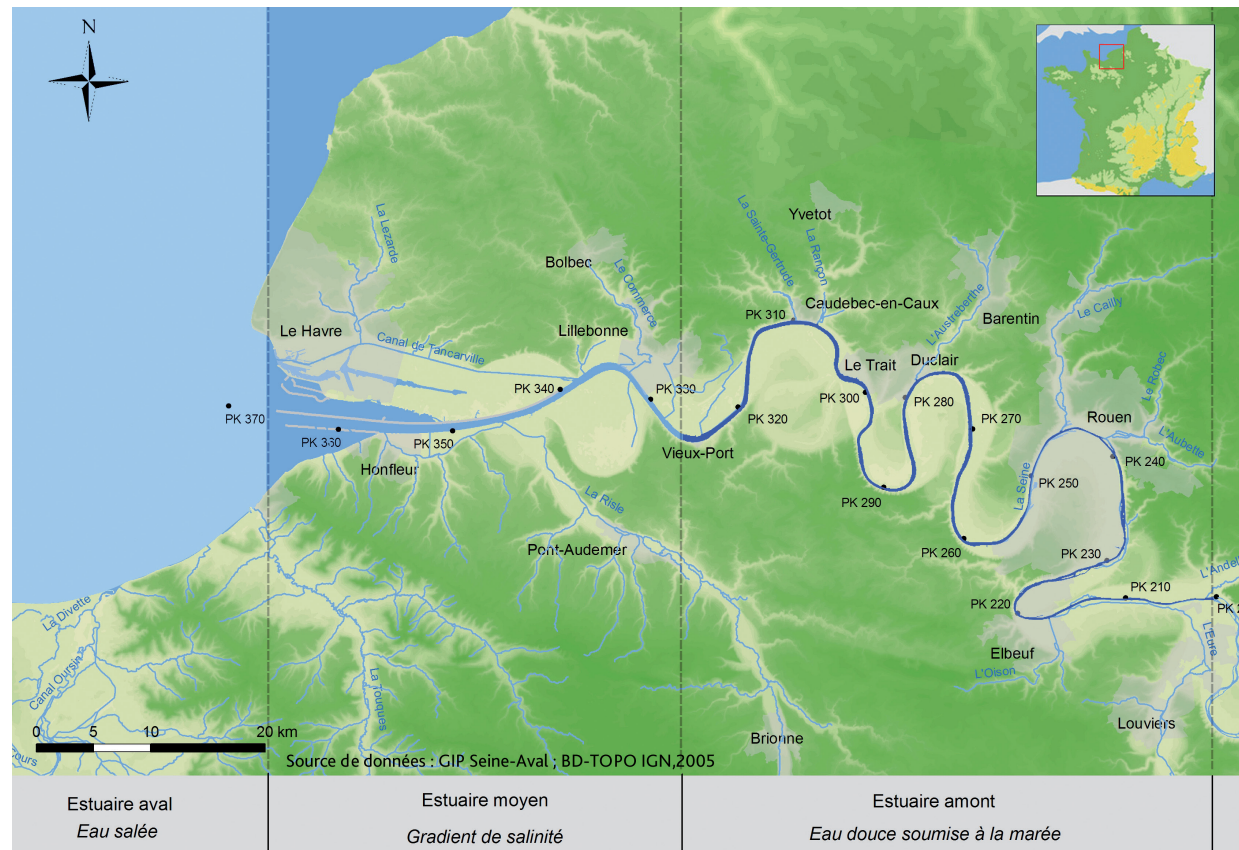 N
La Lezarde
Yvetot
La Sainte-Gertrude
La Rançon
Bolbec
Le Commerce
L'Austreberthe
Caudebec-en-Caux
PK 310
Barentin
Le Cailly
Le Havre
Lillebonne
Canal de Tancarville
Le Trait
Duclair
Le Robec
PK 340
PK 330
PK 300
PK 280
PK 370
PK 320
PK 270
Rouen
PK 350
L'Aubette
Vieux-Port
PK 240
Honfleur
La Seine
PK 250
La Risle
PK 290
Pont-Audemer
PK 260
PK 230
L'Andel
PK 210
La Divette
PK 220
PK 2
L'Eure
Elbeuf
Canal Oursin
L'Oison
La Touques
Louviers
0 5 10 20 km
Brionne
ours
Source de données : GIP Seine-Aval ; BD-TOPO IGN,2005
Estuaire aval
Eau salée
Estuaire moyen
Gradient de salinité
Estuaire amont
Eau douce soumise à la marée